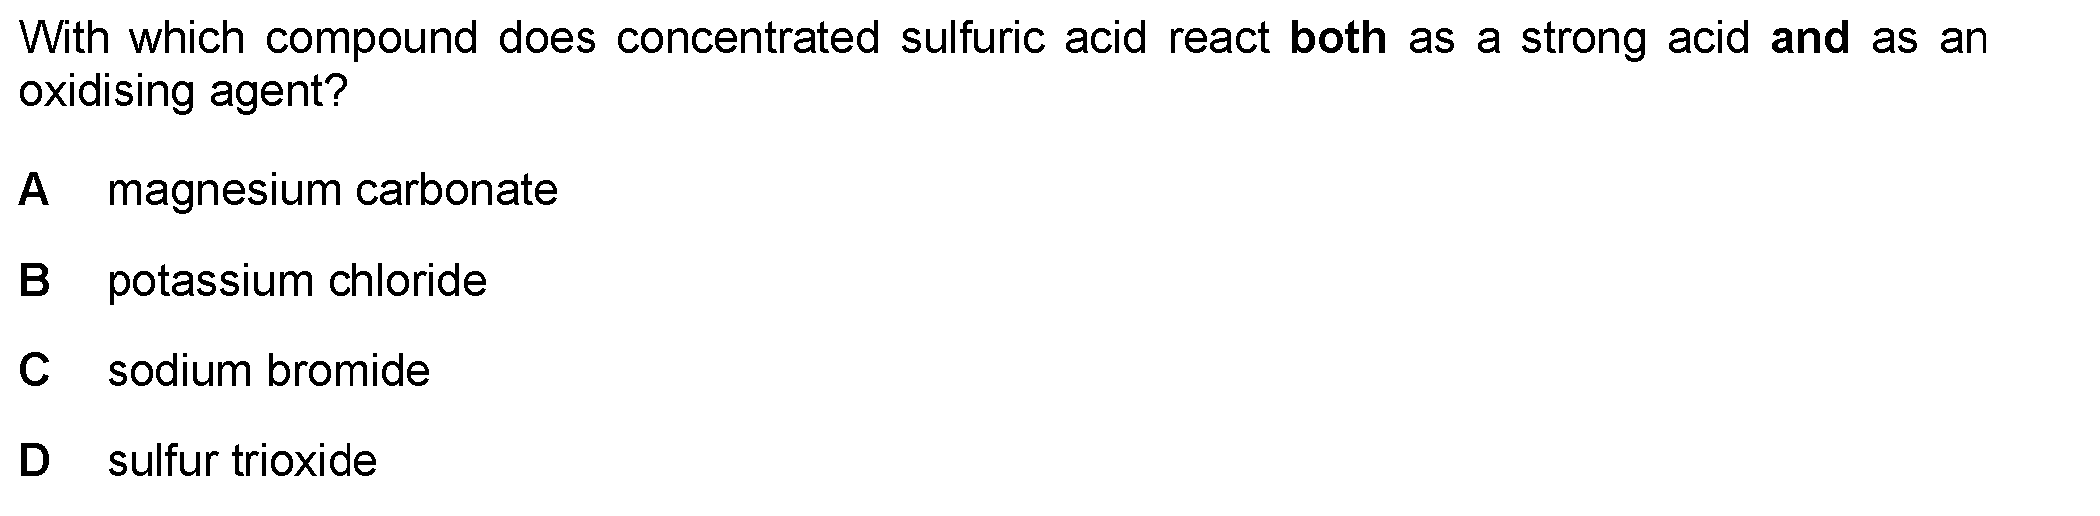 With which compound does concentrated sulfuric acid react both as a strong acid and as an
oxidising agent?
A magnesium carbonate
B potassium chloride
C sodium bromide
D sulfur trioxide